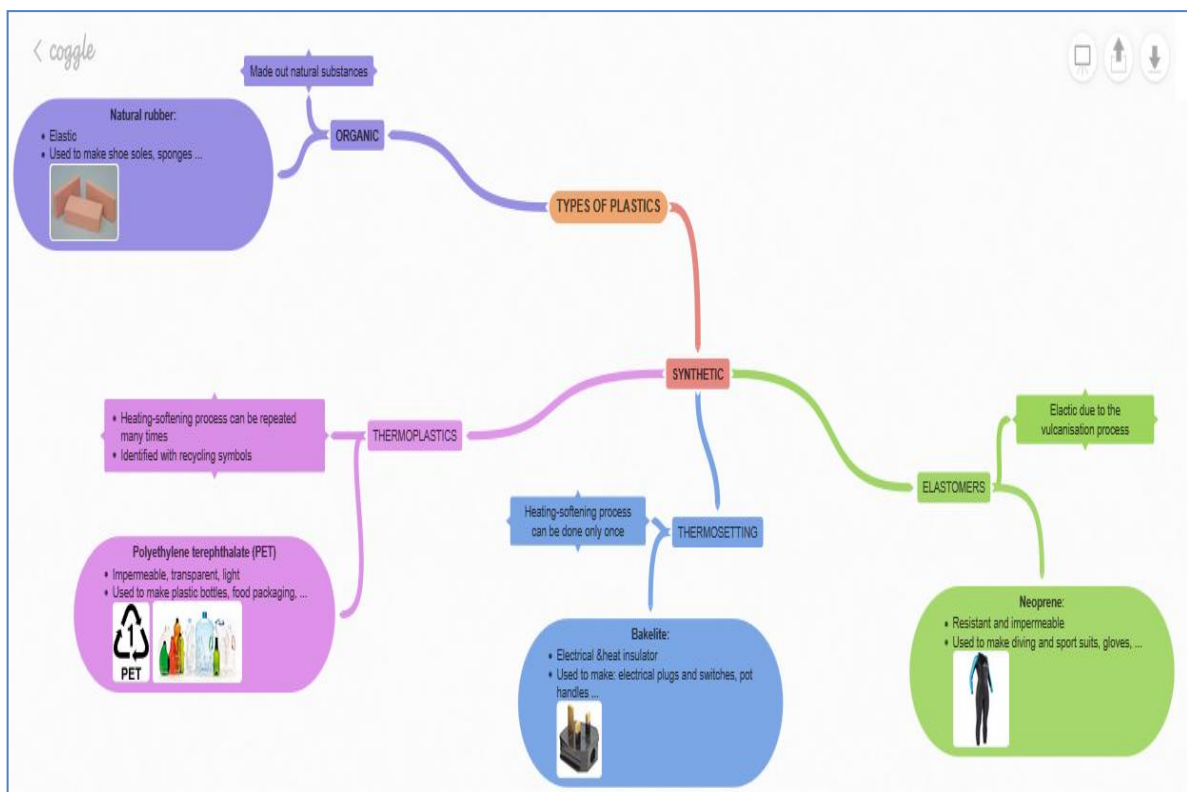 coggle
Made out natural substances
Natural rubber:
• Elastic
• Used to make shoe soles, sponges ...
ORGANIC
TYPES OF PLASTICS
SYNTHETIC
• Heating-softening process can be repeated
many times
• Identified with recycling symbols
THERMOPLASTICS
Elactic due to the
vulcanisation process
ELASTOMERS
Heating-softening process
can be done only once
THERMOSETTING
Polyethylene terephthalate (PET)
• Impermeable, transparent, light
• Used to make plastic bottles, food packaging, ...
1
PET
Bakelite:
• Electrical &heat insulator
• Used to make: electrical plugs and switches, pot
handles ...
Neoprene:
• Resistant and impermeable
• Used to make diving and sport suits, gloves, ...